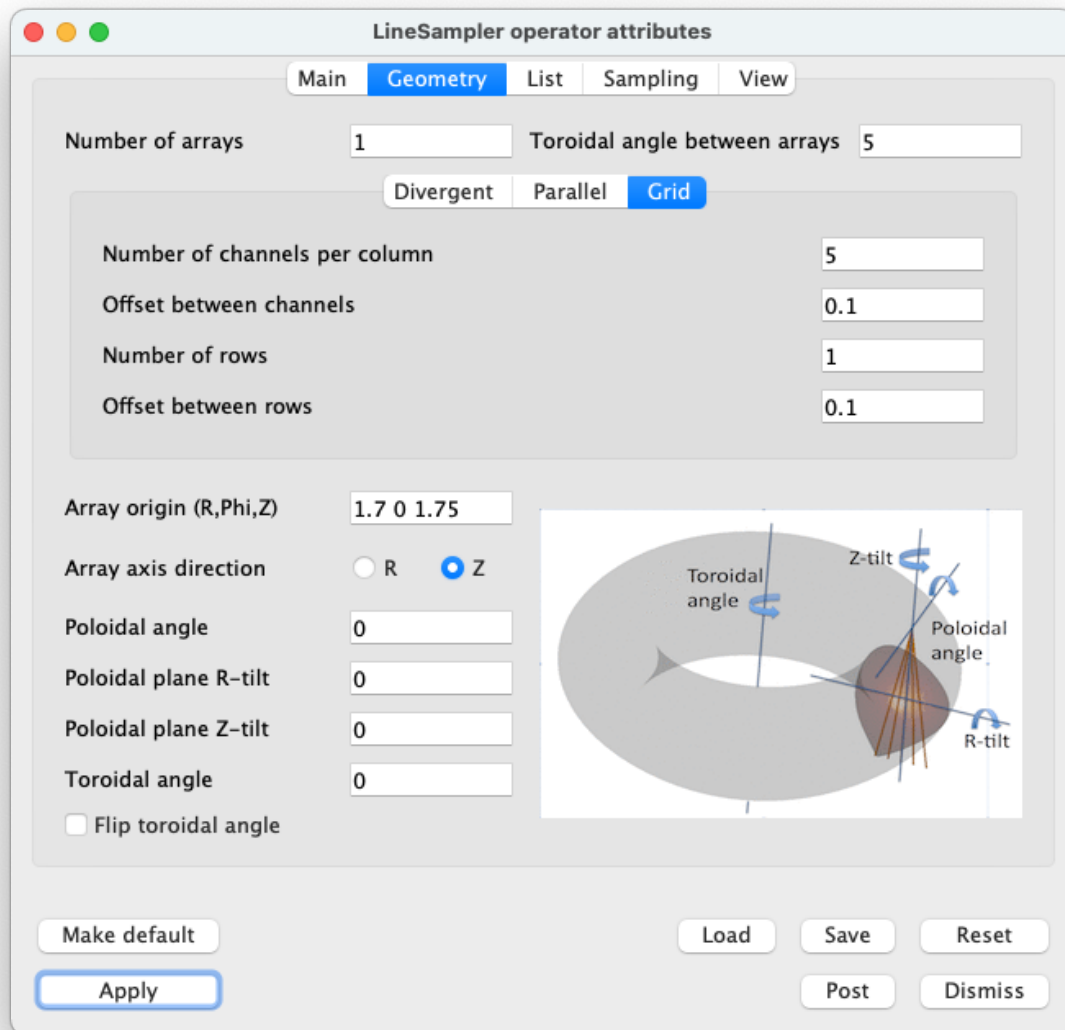 LineSampler operator attributes
Main Geometry List Sampling View
Number of arrays 1 Toroidal angle between arrays 5
Divergent Parallel Grid
Number of channels per column 5
Offset between channels 0.1
Number of rows 1
Offset between rows 0.1
Array origin (R,Phi,Z) 1.7 0 1.75
Array axis direction R Z
Poloidal angle 0
Poloidal plane R-tilt 0
Poloidal plane Z-tilt 0
Toroidal angle 0
Flip toroidal angle
Z-tilt
Toroidal
angle
Poloidal
angle
R-tilt
Make default Load Save Reset
Apply Post Dismiss